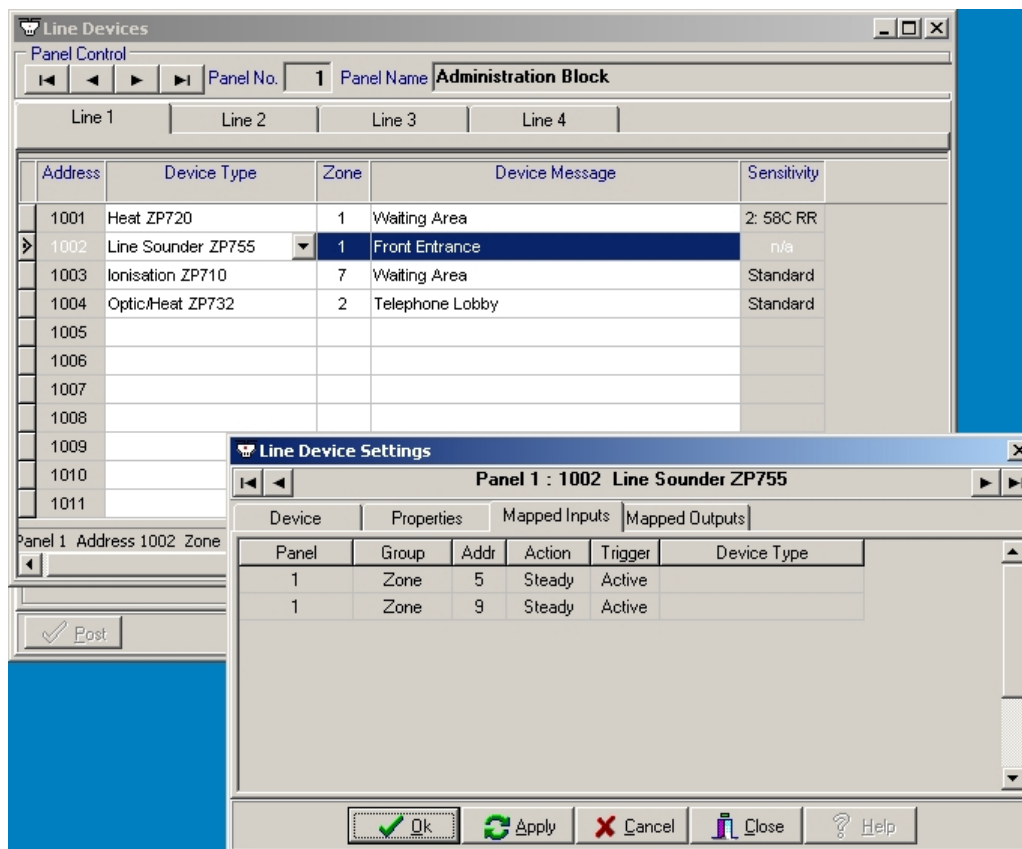 Line Devices
Panel Control
Panel No. 1 Panel Name Administration Block
Line 1 Line 2 Line 3 Line 4
Address Device Type Zone Device Message Sensitivity
1001 Heat ZP720 1 Waiting Area 2: 58C RR
1002 Line Sounder ZP755 1 Front Entrance n/a
1003 Ionisation ZP710 7 Waiting Area Standard
1004 Optic/Heat ZP732 2 Telephone Lobby Standard
1005
1006
1007
1008
1009
1010
1011
Panel 1 Address 1002 Zone
Post
Line Device Settings
Panel 1 : 1002 Line Sounder ZP755
Device Properties Mapped Inputs Mapped Outputs
Panel Group Addr Action Trigger Device Type
1 Zone 5 Steady Active
1 Zone 9 Steady Active
Ok Apply Cancel Close Help